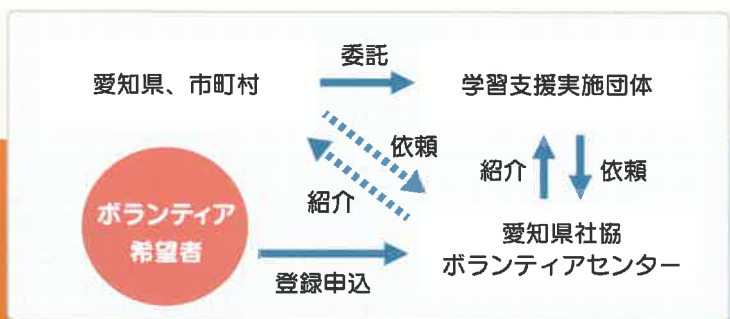 委託
愛知県、市町村
学習支援実施団体
依頼
紹介
紹介
依頼
ボランティア
希望者
愛知県社協
ボランティアセンター
登録申込